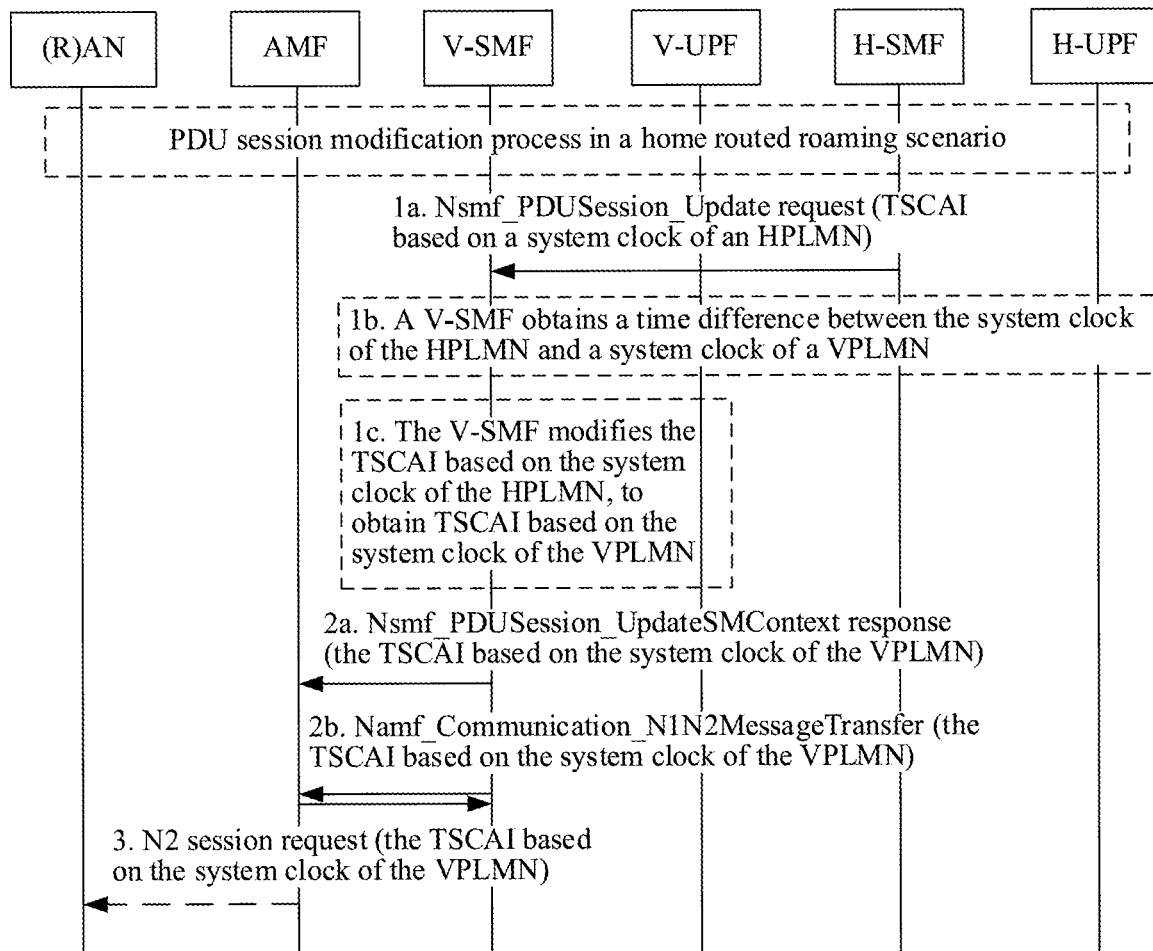 (R)AN AMF V-SMF V-UPF H-SMF H-UPF
PDU session modification process in a home routed roaming scenario
1a. Nsmf_PDUSession_Update request (TSCAI
based on a system clock of an HPLMN)
1b. A V-SMF obtains a time difference between the system clock
of the HPLMN and a system clock of a VPLMN
1c. The V-SMF modifies the
TSCAI based on the system
clock of the HPLMN, to
obtain TSCAI based on the
system clock of the VPLMN
2a. Nsmf_PDUSession_UpdateSMContext response
(the TSCAI based on the system clock of the VPLMN)
2b. Namf_Communication_N1N2MessageTransfer (the
TSCAI based on the system clock of the VPLMN)
3. N2 session request (the TSCAI based
on the system clock of the VPLMN)